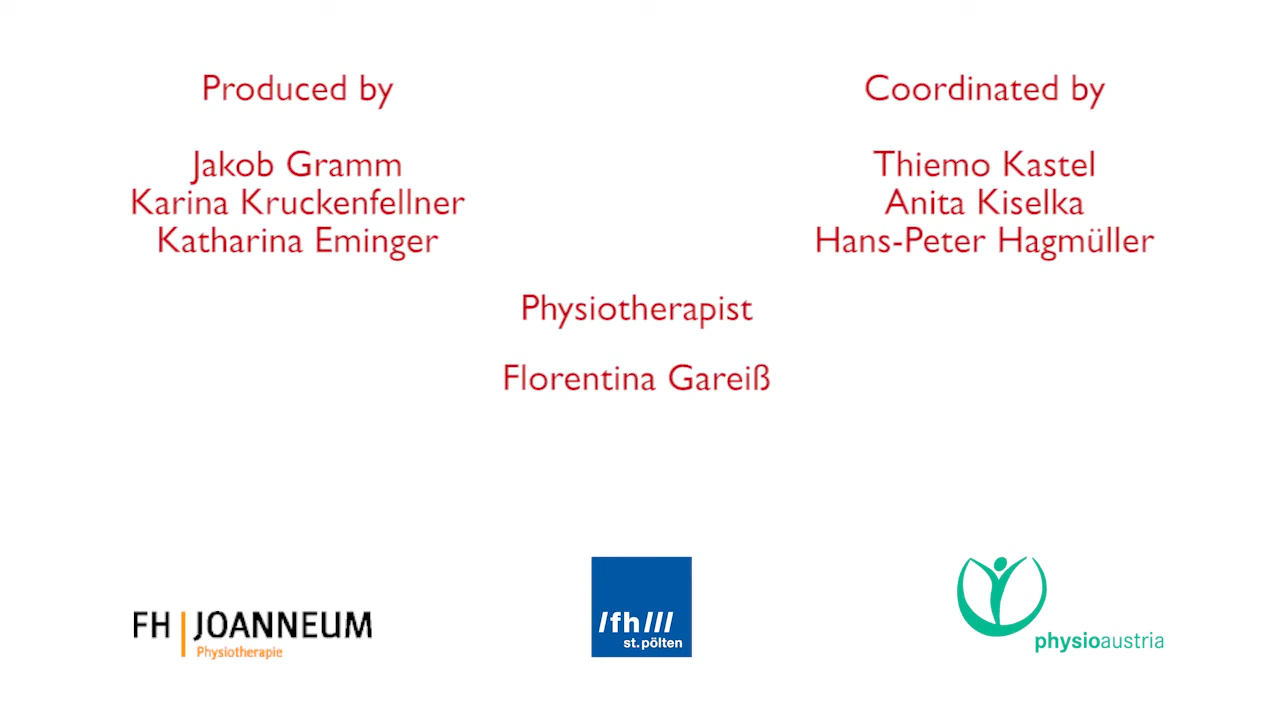 Produced by
Jakob Gramm
Karina Kruckenfellner
Katharina Eminger
Coordinated by
Thiemo Kastel
Anita Kiselka
Hans-Peter Hagmüller
Physiotherapist
Florentina Gareiß
FH JOANNEUM
Physiotherapie
/fh///
st.pölten
physioaustria